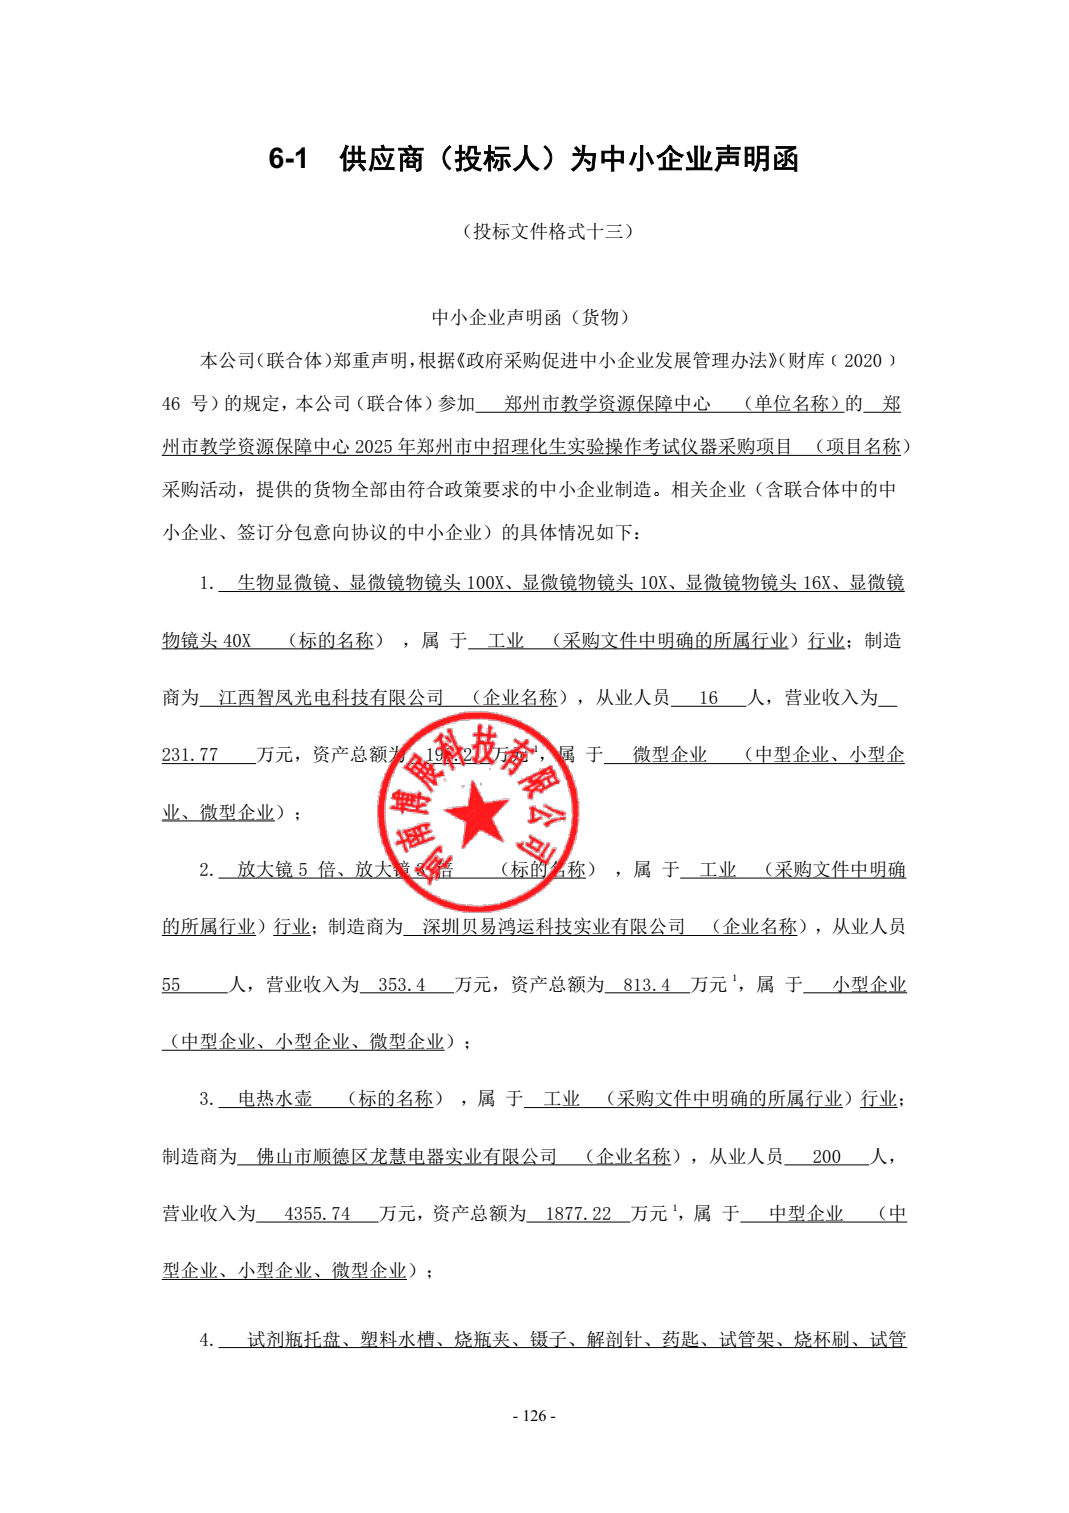 6-1 供应商（投标人）为中小企业声明函
（投标文件格式十三）
中小企业声明函（货物）
本公司（联合体）郑重声明，根据《政府采购促进中小企业发展管理办法》（财库﹝2020﹞
46 号）的规定，本公司（联合体）参加 郑州市教学资源保障中心 （单位名称）的 郑
州市教学资源保障中心 2025 年郑州市中招理化生实验操作考试仪器采购项目 （项目名称）
采购活动，提供的货物全部由符合政策要求的中小企业制造。相关企业（含联合体中的中
小企业、签订分包意向协议的中小企业）的具体情况如下：
1. 生物显微镜、显微镜物镜头 100X、显微镜物镜头 10X、显微镜物镜头 16X、显微镜
物镜头 40X （标的名称） ，属 于 工业 （采购文件中明确的所属行业）行业；制造
商为 江西智凤光电科技有限公司 （企业名称），从业人员 16 人，营业收入为
231.77 万元，资产总额为 万元¹，属 于 微型企业 （中型企业、小型企
业、微型企业）；
2. 放大镜 5 倍、放大镜 倍 （标的名称） ，属 于 工业 （采购文件中明确
的所属行业）行业；制造商为 深圳贝易鸿运科技实业有限公司 （企业名称），从业人员
55 人，营业收入为 353.4 万元，资产总额为 813.4 万元¹，属 于 小型企业
（中型企业、小型企业、微型企业）；
3. 电热水壶 （标的名称） ，属 于 工业 （采购文件中明确的所属行业）行业；
制造商为 佛山市顺德区龙慧电器实业有限公司 （企业名称），从业人员 200 人，
营业收入为 4355.74 万元，资产总额为 1877.22 万元¹，属 于 中型企业 （中
型企业、小型企业、微型企业）；
4. 试剂瓶托盘、塑料水槽、烧瓶夹、镊子、解剖针、药匙、试管架、烧杯刷、试管
南博展科技有限公司
- 126 -